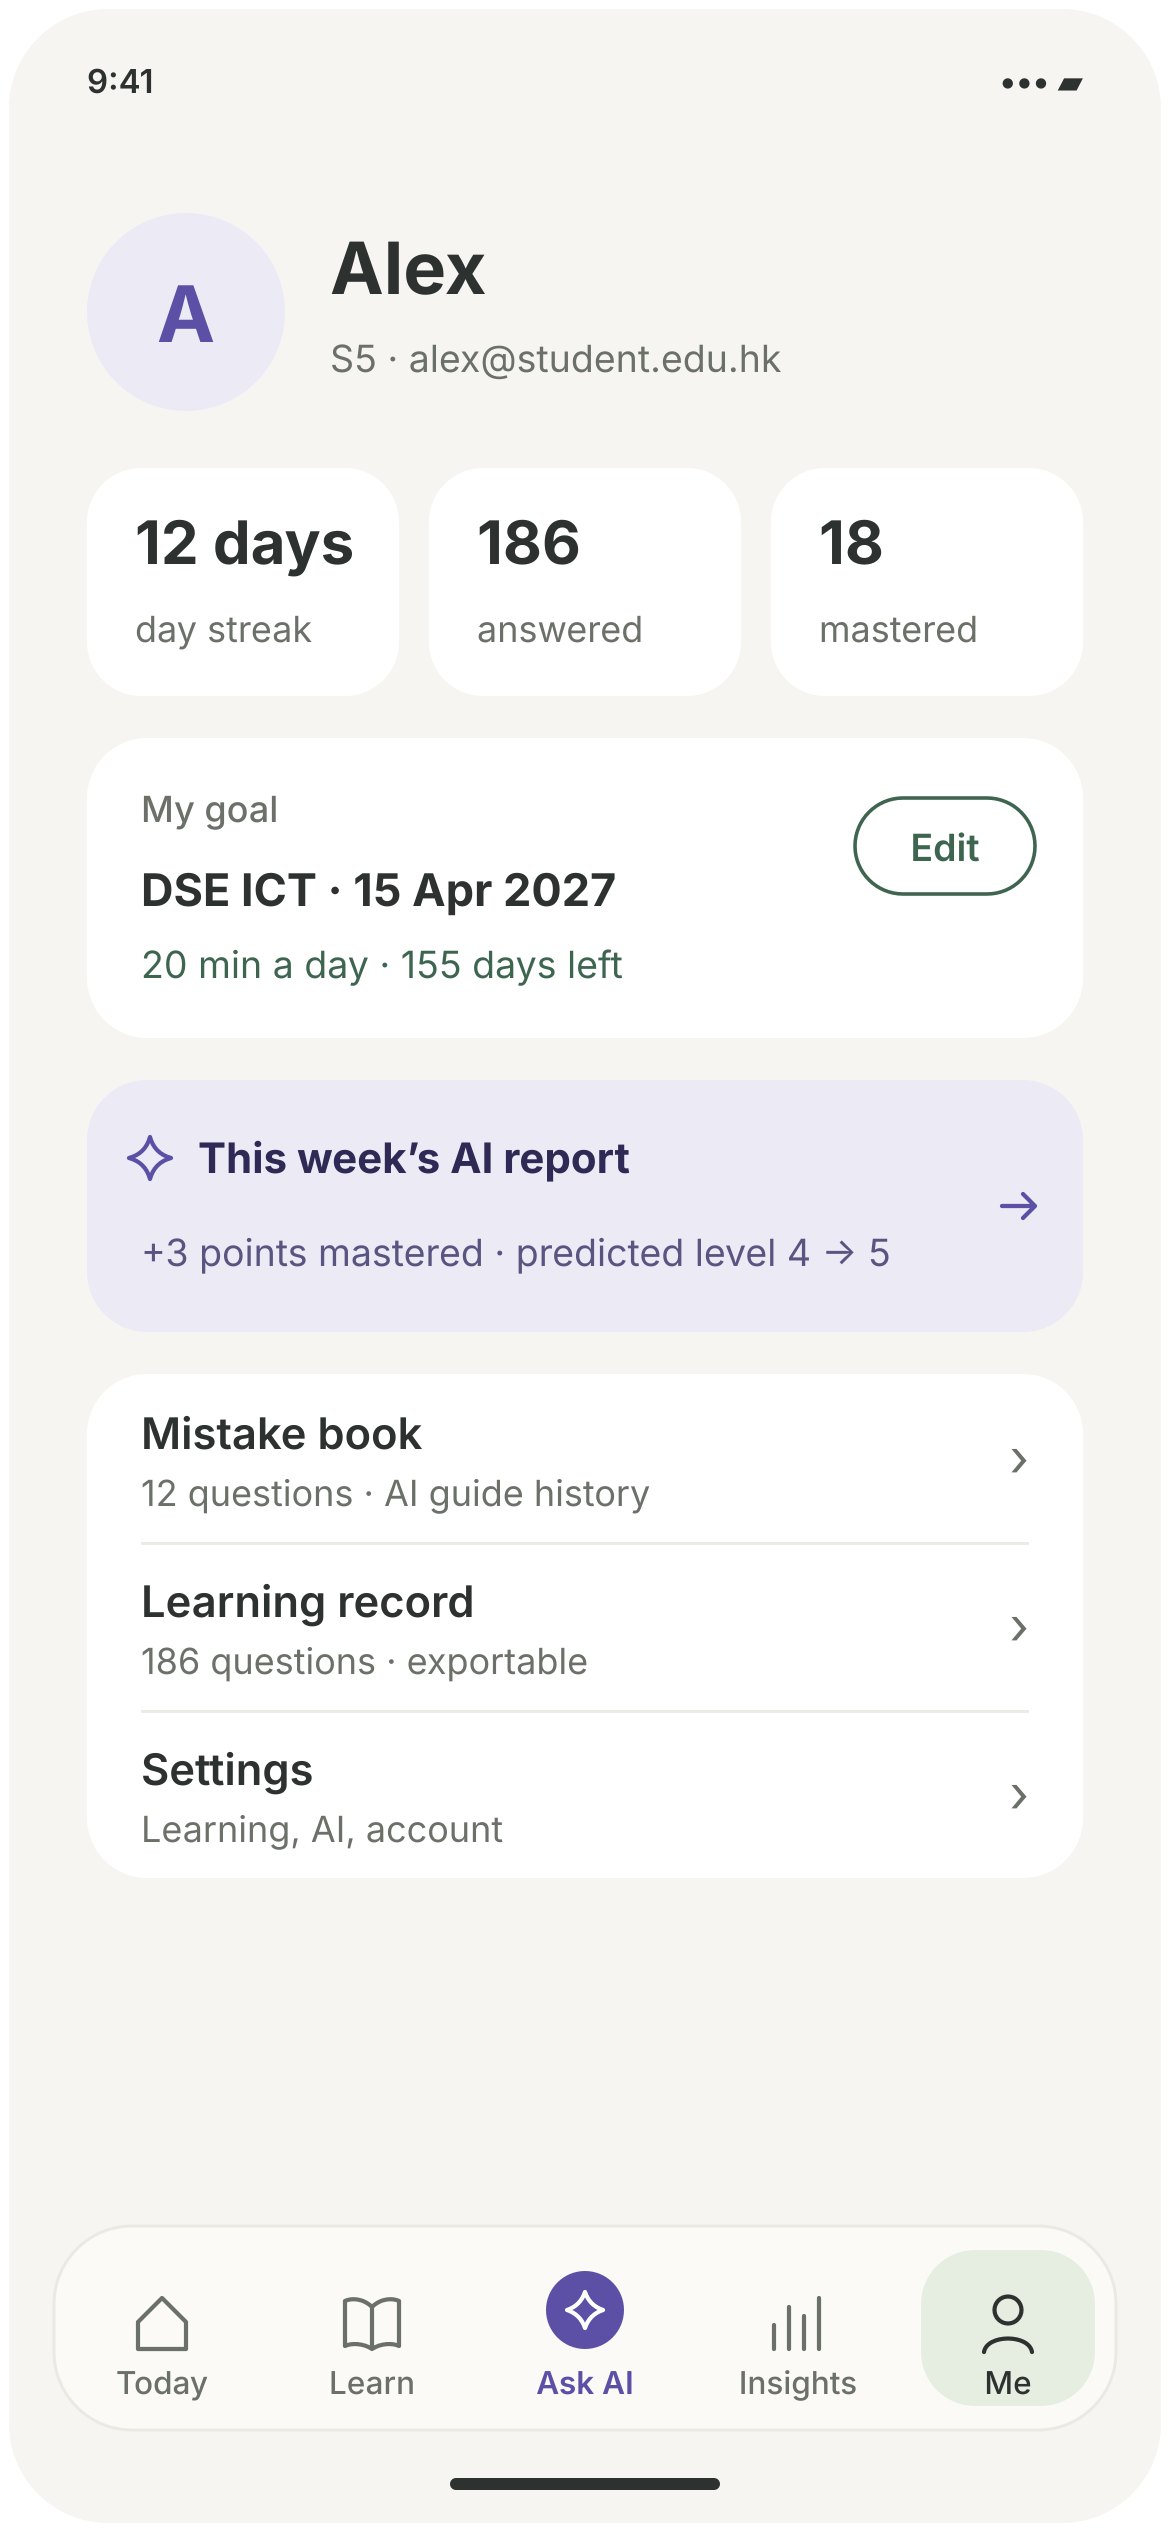 9:41
A
Alex
S5 · alex@student.edu.hk
12 days
day streak
186
answered
18
mastered
My goal
DSE ICT · 15 Apr 2027
20 min a day · 155 days left
Edit
This week’s AI report
+3 points mastered · predicted level 4 → 5
Mistake book
12 questions · AI guide history
Learning record
186 questions · exportable
Settings
Learning, AI, account
Today
Learn
Ask AI
Insights
Me